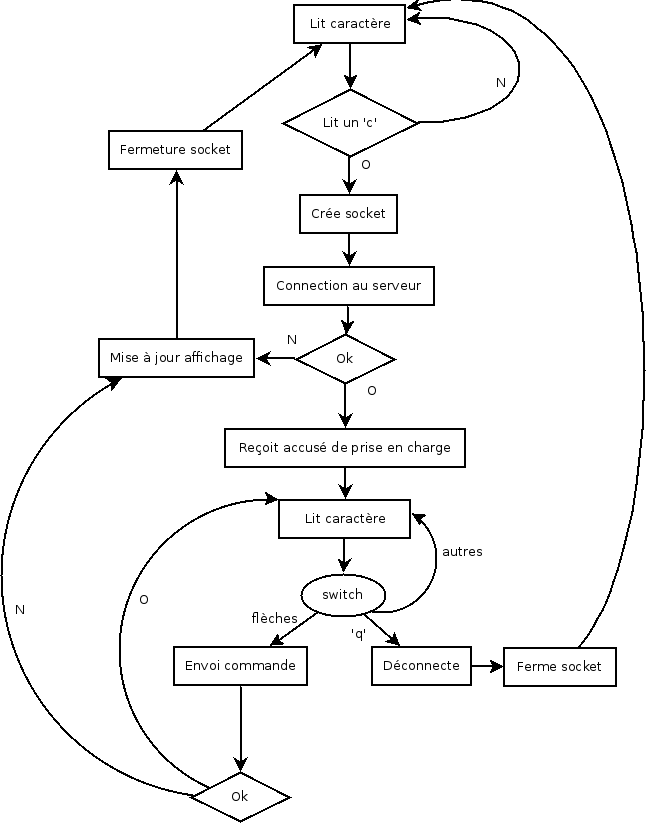 Lit caractère
N
Lit un 'c'
O
Fermeture socket
Crée socket
Connection au serveur
N
Mise à jour affichage
Ok
O
Reçoit accusé de prise en charge
Lit caractère
autres
switch
flèches
'q'
O
N
Envoi commande
Déconnecte
Ferme socket
Ok